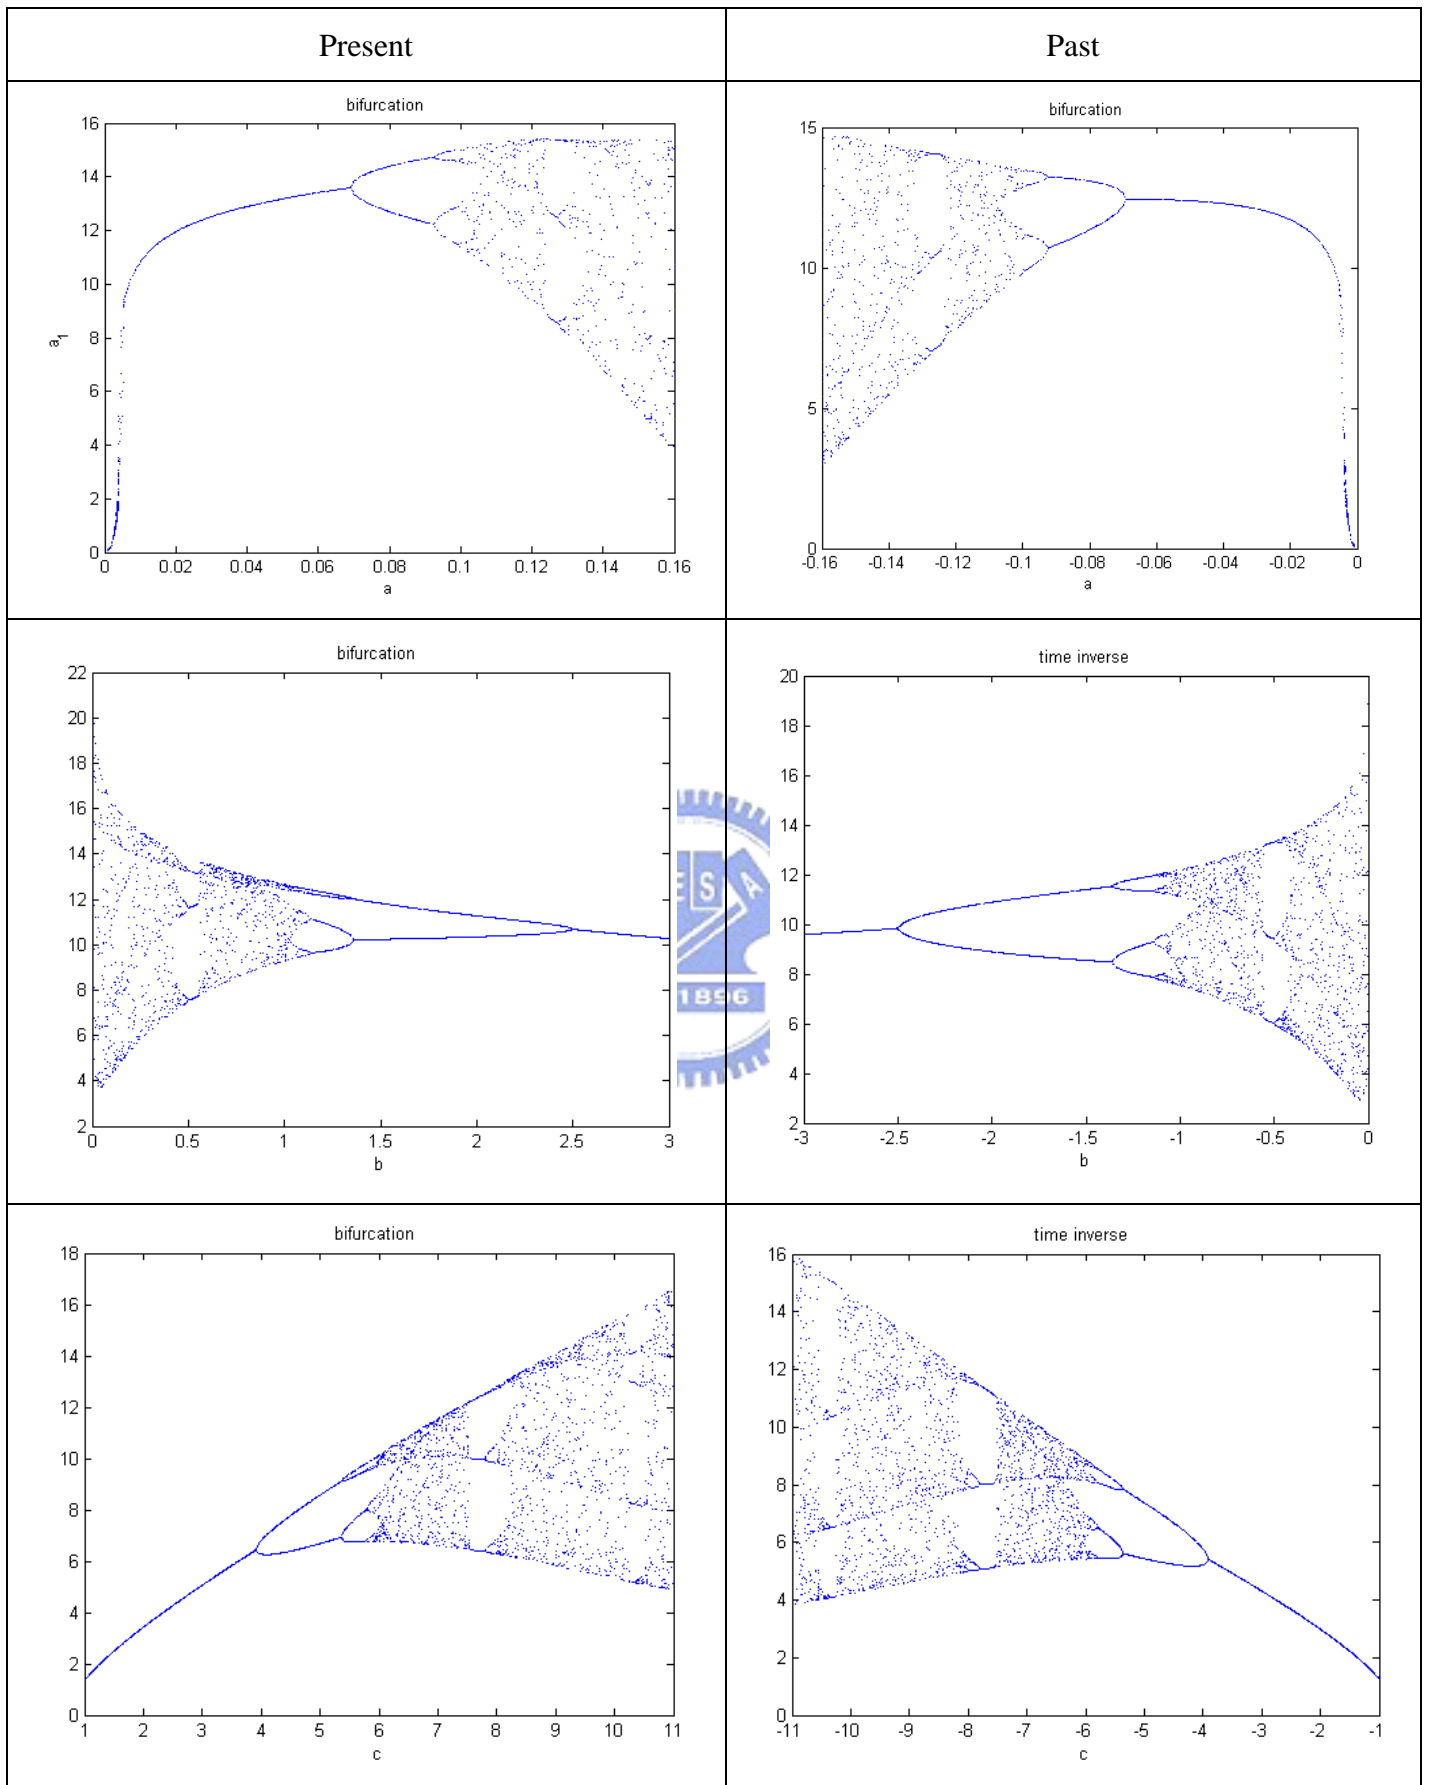 Present
Past
bifurcation
16
14
12
10
8
6
4
2
0
a1
0 0.02 0.04 0.06 0.08 0.1 0.12 0.14 0.16
a
bifurcation
15
10
5
0
-0.16 -0.14 -0.12 -0.1 -0.08 -0.06 -0.04 -0.02 0
a
bifurcation
22
20
18
16
14
12
10
8
6
4
2
0 0.5 1 1.5 2 2.5 3
b
time inverse
20
18
16
14
12
10
8
6
4
2
-3 -2.5 -2 -1.5 -1 -0.5 0
b
E S A
1896
bifurcation
18
16
14
12
10
8
6
4
2
0
1 2 3 4 5 6 7 8 9 10 11
c
time inverse
16
14
12
10
8
6
4
2
0
-11 -10 -9 -8 -7 -6 -5 -4 -3 -2 -1
c